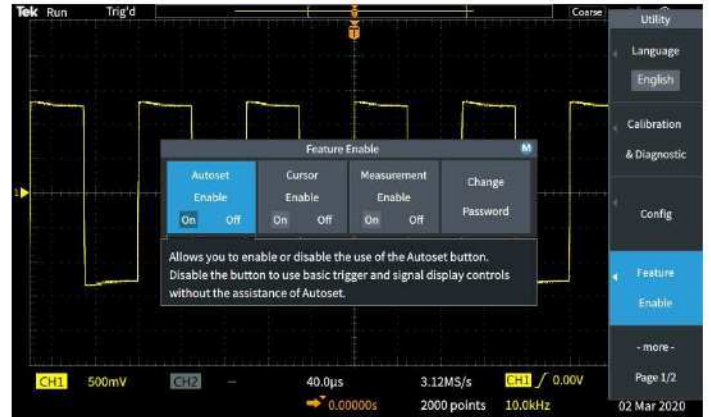 Tek Run Trig'd Coarse
Utility
T
Language
English
Calibration
& Diagnostic
Feature Enable M
Autoset
Enable
On Off
Cursor
Enable
On Off
Measurement
Enable
On Off
Change
Password
1
Config
Allows you to enable or disable the use of the Autoset button.
Disable the button to use basic trigger and signal display controls
without the assistance of Autoset.
Feature
Enable
- more -
Page 1/2
CH1 500mV CH2 — 40.0µs 3.12MS/s CH1 / 0.00V
0.00000s 2000 points 10.0kHz 02 Mar 2020